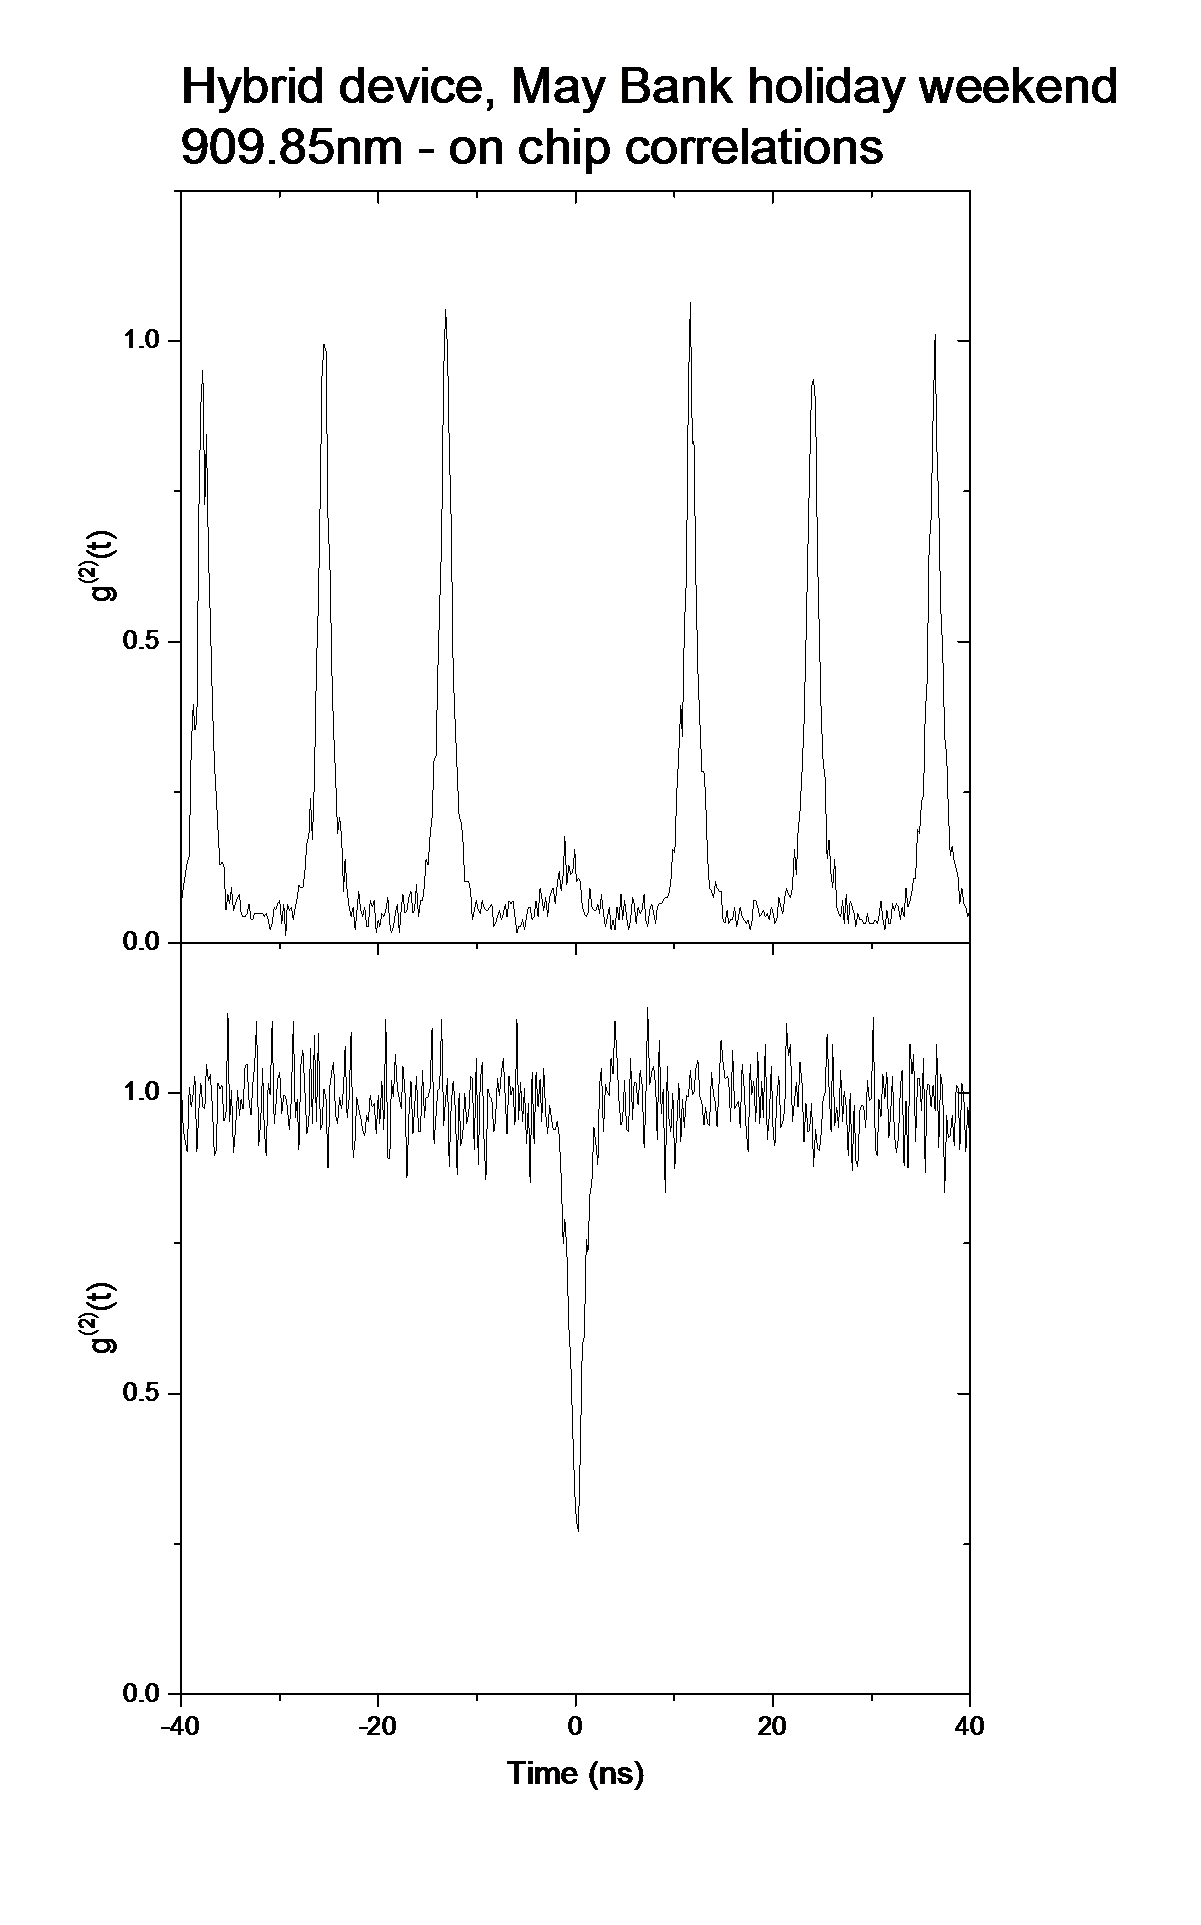 Hybrid device, May Bank holiday weekend
909.85nm - on chip correlations
1.0
0.5
0.0
g(2)(t)
1.0
0.5
0.0
g(2)(t)
-40 -20 0 20 40
Time (ns)